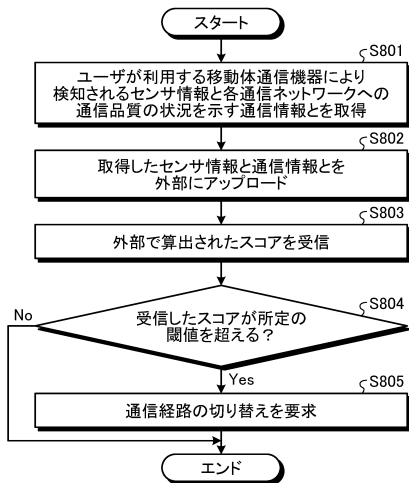 スタート
S801
ユーザが利用する移動体通信機器により
検知されるセンサ情報と各通信ネットワークへの
通信品質の状況を示す通信情報とを取得
S802
取得したセンサ情報と通信情報とを
外部にアップロード
S803
外部で算出されたスコアを受信
S804
受信したスコアが所定の
閾値を超える？
No
Yes
S805
通信経路の切り替えを要求
エンド